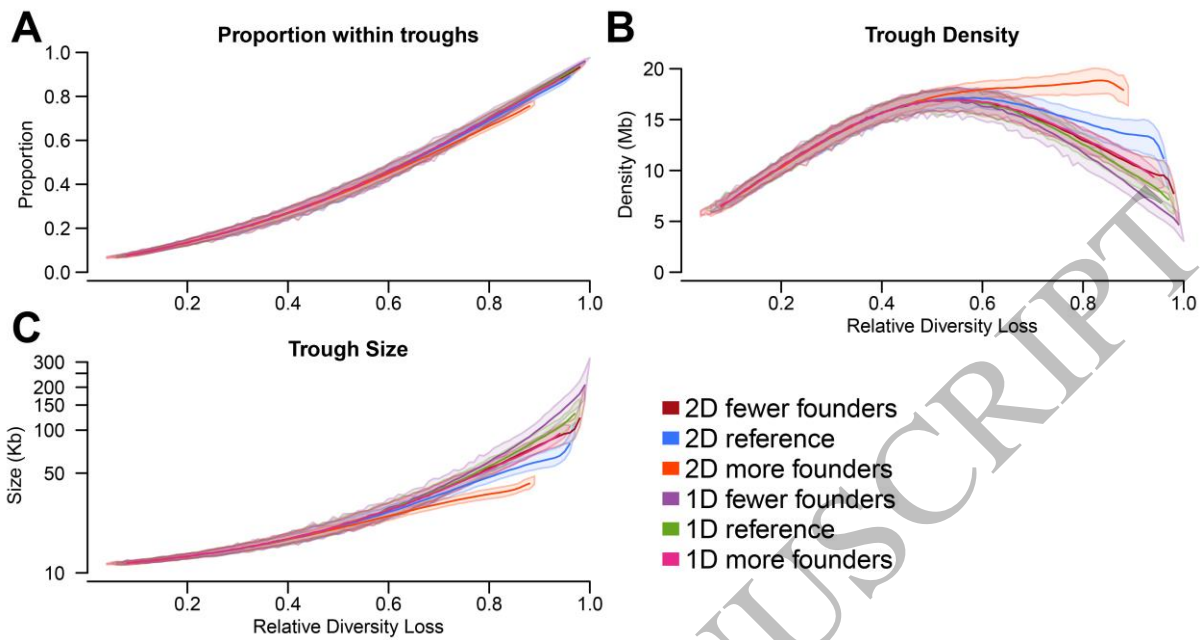 A
Proportion within troughs
1.0
0.8
0.6
0.4
0.2
0.0
Proportion
0.2 0.4 0.6 0.8 1.0
B
Trough Density
20
15
10
5
0
Density (Mb)
0.2 0.4 0.6 0.8 1.0
Relative Diversity Loss
C
Trough Size
300
200
150
100
50
10
Size (Kb)
0.2 0.4 0.6 0.8 1.0
Relative Diversity Loss
2D fewer founders
2D reference
2D more founders
1D fewer founders
1D reference
1D more founders
NUSCRIPT